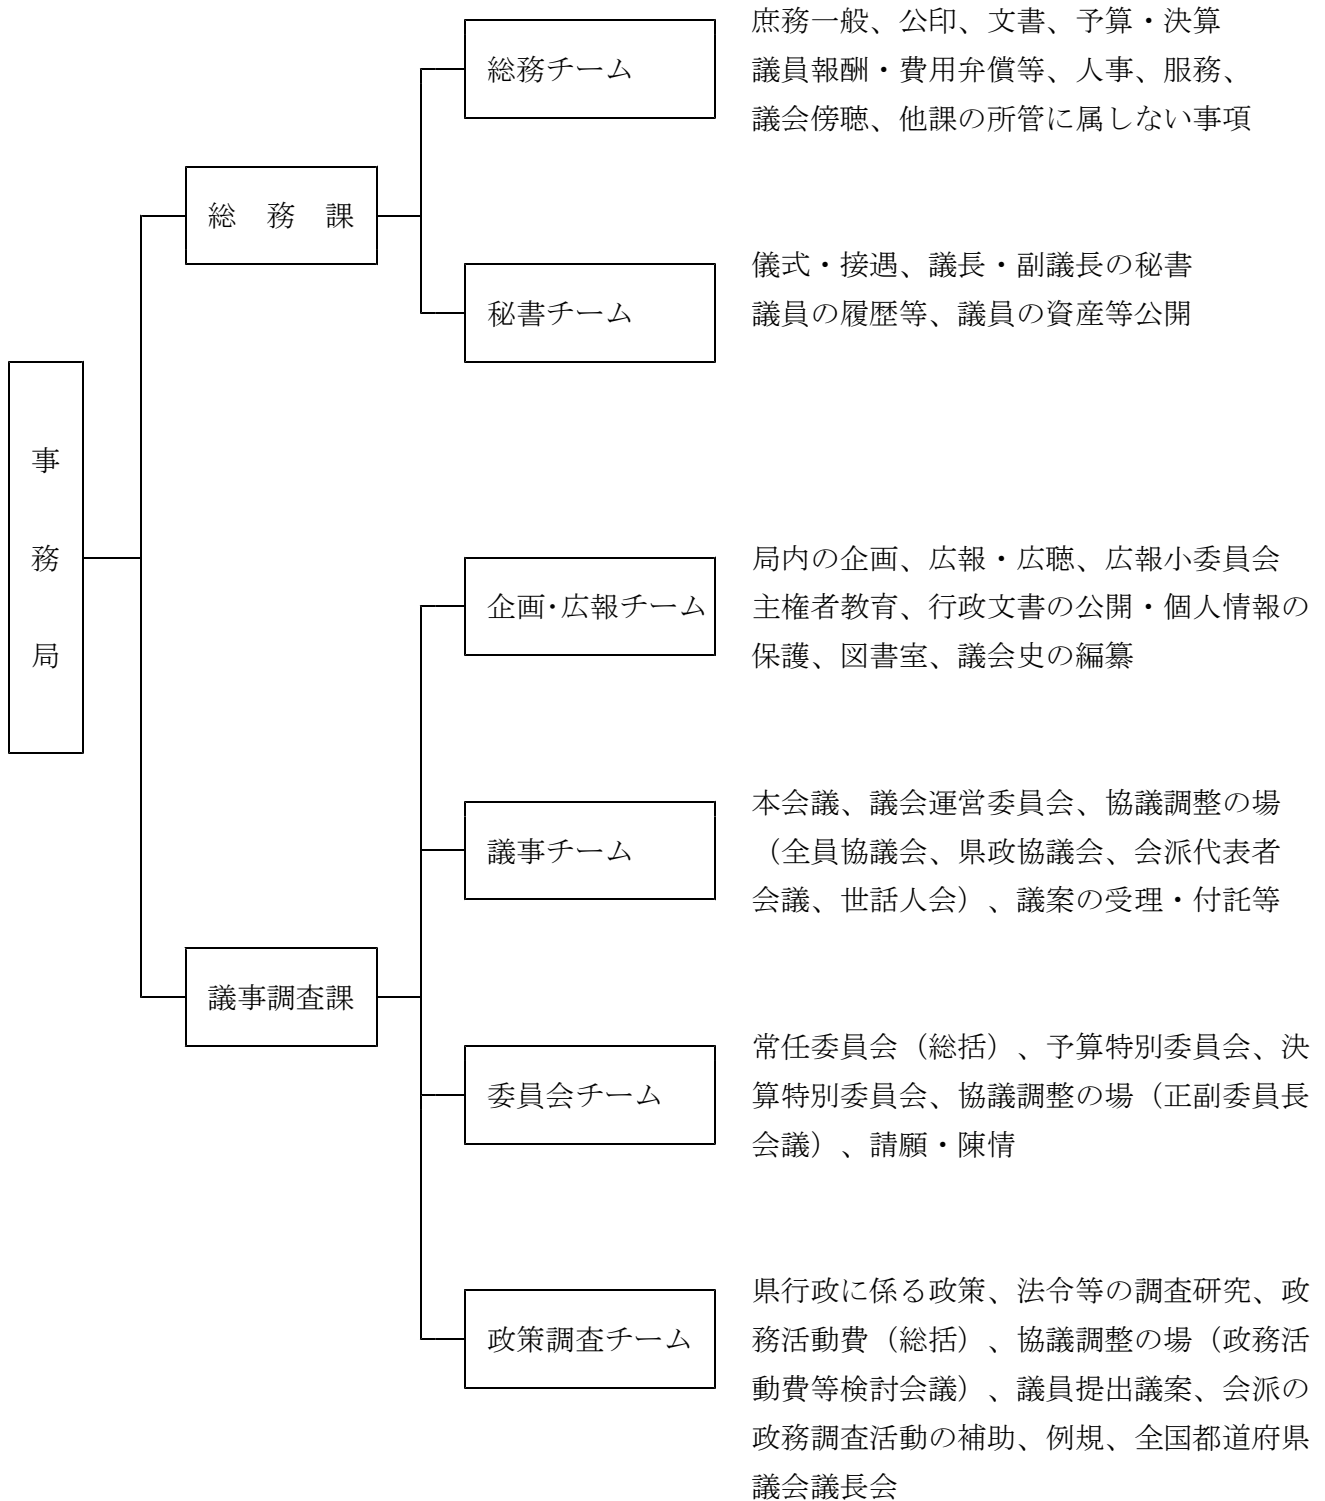 事務局
総　務　課
総務チーム
庶務一般、公印、文書、予算・決算
議員報酬・費用弁償等、人事、服務、
議会傍聴、他課の所管に属しない事項
秘書チーム
儀式・接遇、議長・副議長の秘書
議員の履歴等、議員の資産等公開
議事調査課
企画・広報チーム
局内の企画、広報・広聴、広報小委員会
主権者教育、行政文書の公開・個人情報の
保護、図書室、議会史の編纂
議事チーム
本会議、議会運営委員会、協議調整の場
（全員協議会、県政協議会、会派代表者
会議、世話人会）、議案の受理・付託等
委員会チーム
常任委員会（総括）、予算特別委員会、決
算特別委員会、協議調整の場（正副委員長
会議）、請願・陳情
政策調査チーム
県行政に係る政策、法令等の調査研究、政
務活動費（総括）、協議調整の場（政務活
動費等検討会議）、議員提出議案、会派の
政務調査活動の補助、例規、全国都道府県
議会議長会